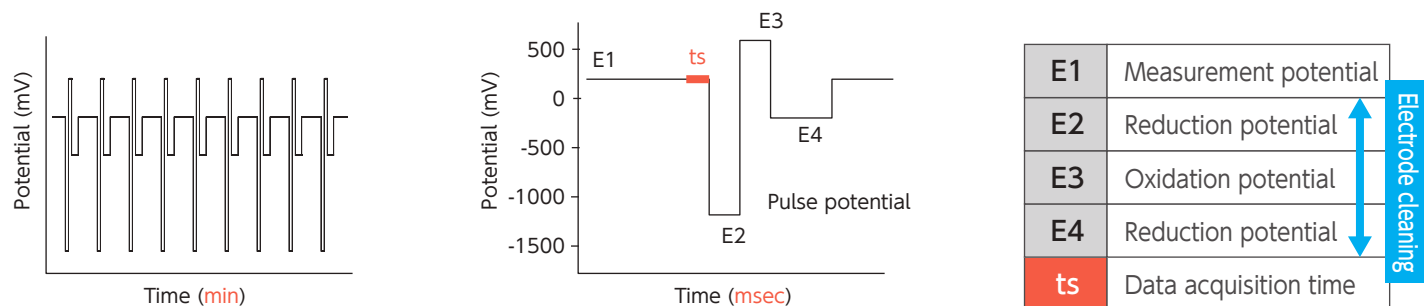 Potential (mV)
Time (min)
Potential (mV)
500
0
-500
-1000
-1500
E1
ts
E2
E3
E4
Pulse potential
Time (msec)
E1 Measurement potential
E2 Reduction potential
E3 Oxidation potential
E4 Reduction potential
ts Data acquisition time
Electrode cleaning